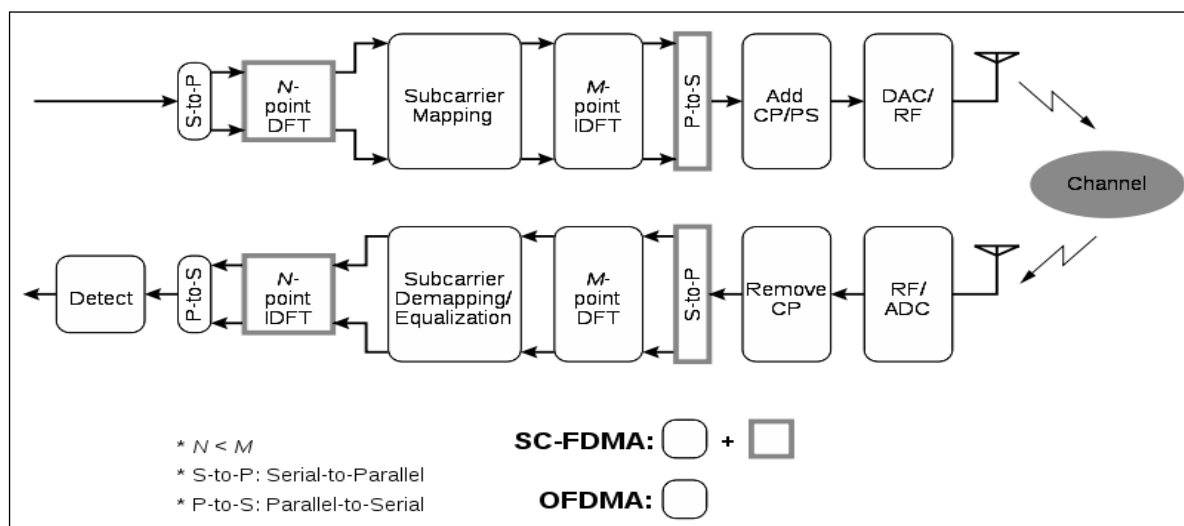 S-to-P
N-
point
DFT
Subcarrier
Mapping
M-
point
IDFT
P-to-S
Add
CP/PS
DAC/
RF
Channel
Detect
P-to-S
N-
point
IDFT
Subcarrier
Demapping/
Equalization
M-
point
DFT
S-to-P
Remove
CP
RF/
ADC
* N < M
* S-to-P: Serial-to-Parallel
* P-to-S: Parallel-to-Serial
SC-FDMA: +
OFDMA: